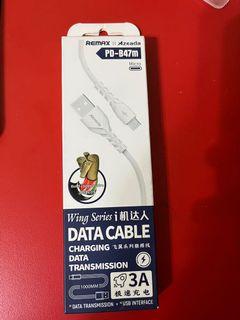 REMAX Azeada
PD-B47m
Micro
Wing Series i机达人
DATA CABLE
CHARGING 飞翼系列数据线
DATA
TRANSMISSION
1000MM
3A
极速充电
DATA TRANSMISSION USB INTERFACE